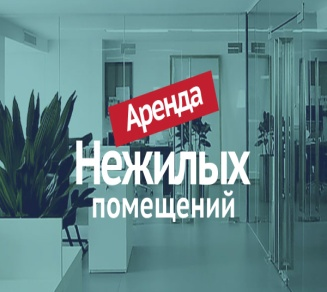 Аренда
Нежилых
помещений